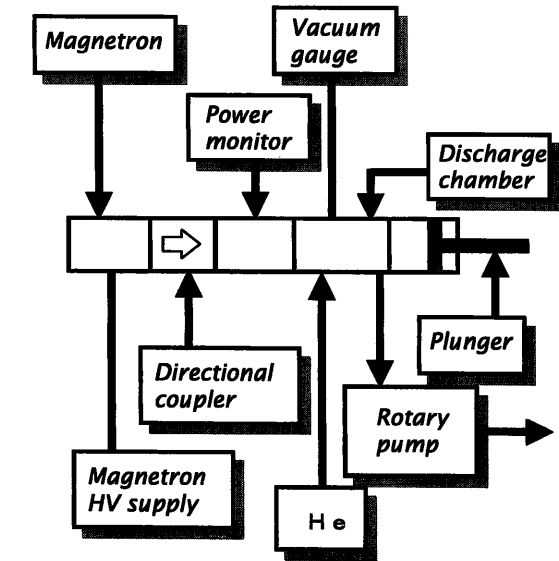 Magnetron
Vacuum
gauge
Power
monitor
Discharge
chamber
Directional
coupler
Plunger
Rotary
pump
Magnetron
HV supply
He